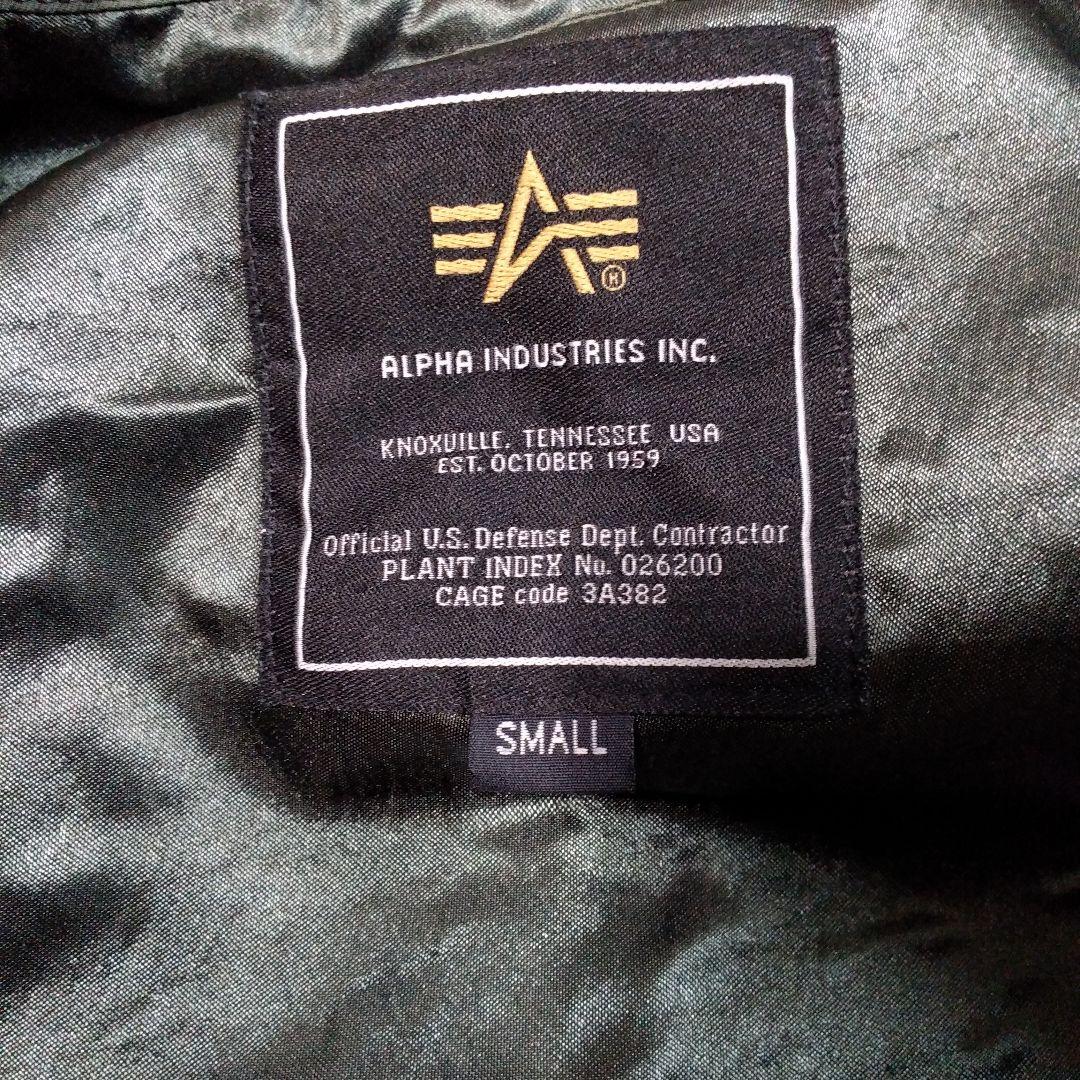 ALPHA INDUSTRIES INC.
KNOXVILLE, TENNESSEE USA
EST. OCTOBER 1959
Official U.S. Defense Dept. Contractor
PLANT INDEX No. 026200
CAGE code 3A382
SMALL